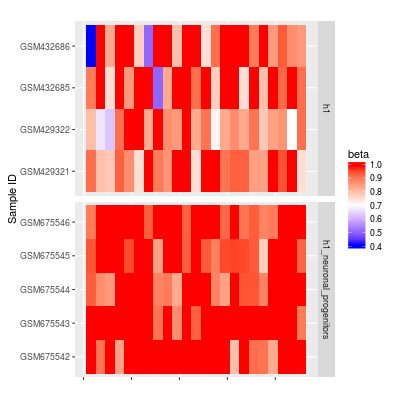 GSM432686
GSM432685
GSM429322
GSM429321
h1
GSM675546
GSM675545
GSM675544
GSM675543
GSM675542
h1_neuronal_progenitors
Sample ID
beta
1.0
0.9
0.8
0.7
0.6
0.5
0.4